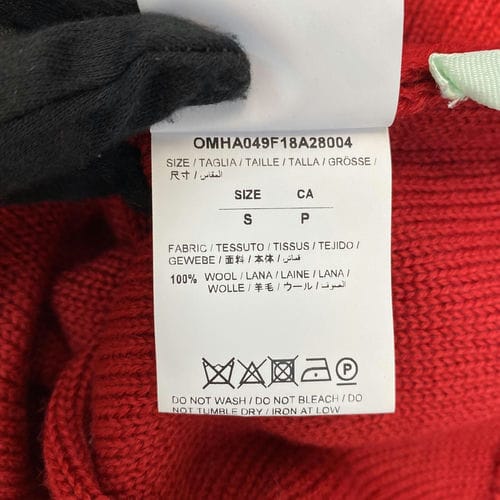 OMHA049F18A28004
SIZE / TAGLIA / TAILLE / TALLA / GRÖSSE /
尺寸 / المقاس /
SIZE CA
S P
FABRIC / TESSUTO / TISSUS / TEJIDO /
GEWEBE / 面料 / 本体 / قماش /
100% WOOL / LANA / LAINE / LANA /
WOLLE / 羊毛 / ウール / الصوف /
P
DO NOT WASH / DO NOT BLEACH / DO
NOT TUMBLE DRY / IRON AT LOW